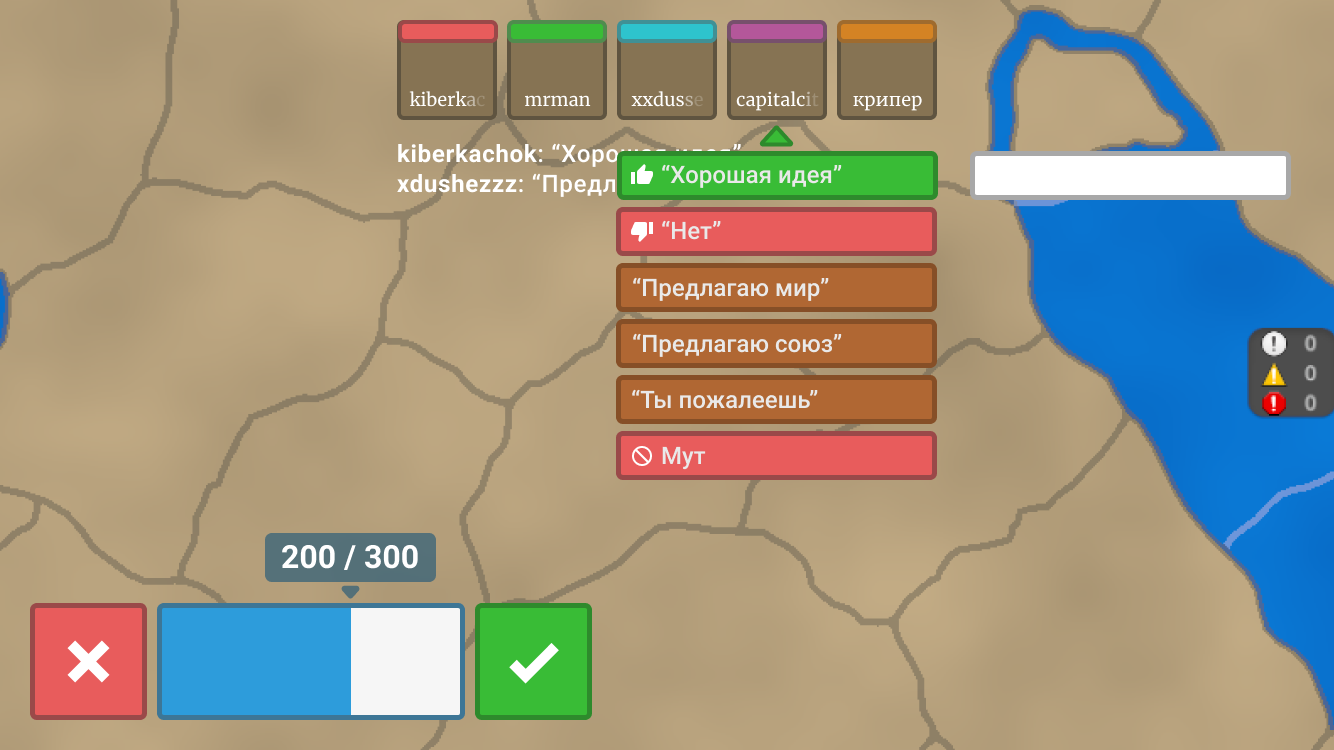 kiberkac
mrman
xxdusse
capitalcit
крипер
kiberkachok: “Хорошая идея”
xdushezzz: “Предл
“Хорошая идея”
“Нет”
“Предлагаю мир”
“Предлагаю союз”
“Ты пожалеешь”
Мут
0
0
0
200 / 300